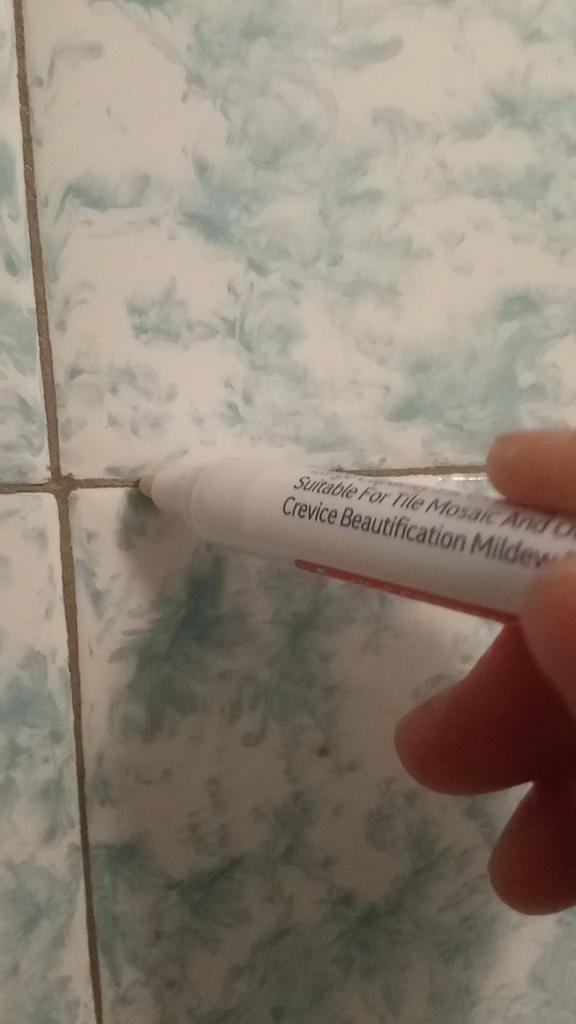 Suitable For Tile Mosaic And
Crevice Beautification Mildew